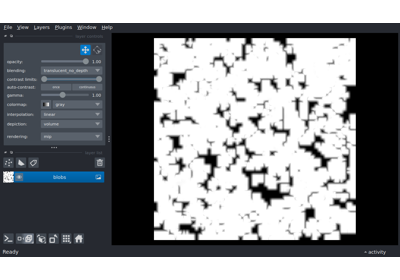 File View Layers Plugins Window Help
opacity: 1.00
blending: translucent_no_depth
contrast limits:
auto-contrast: once continuous
gamma: 1.00
colormap: gray
interpolation: linear
depiction: volume
rendering: mip
blobs
Ready
activity